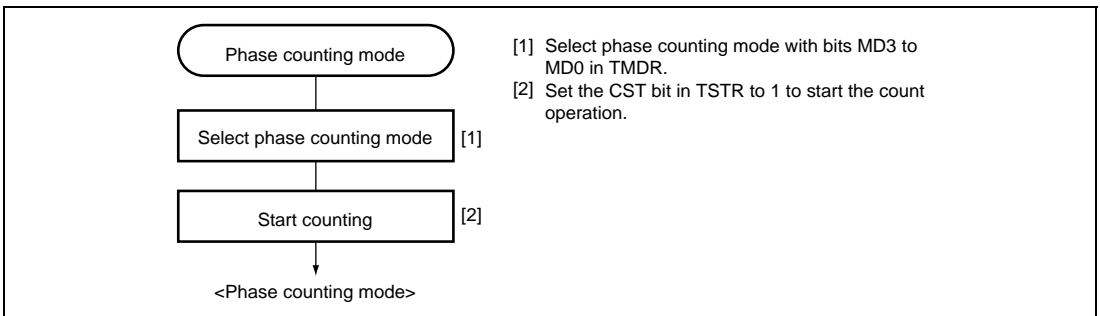 Phase counting mode
Select phase counting mode [1]
Start counting [2]
<Phase counting mode>
[1] Select phase counting mode with bits MD3 to
MD0 in TMDR.
[2] Set the CST bit in TSTR to 1 to start the count
operation.